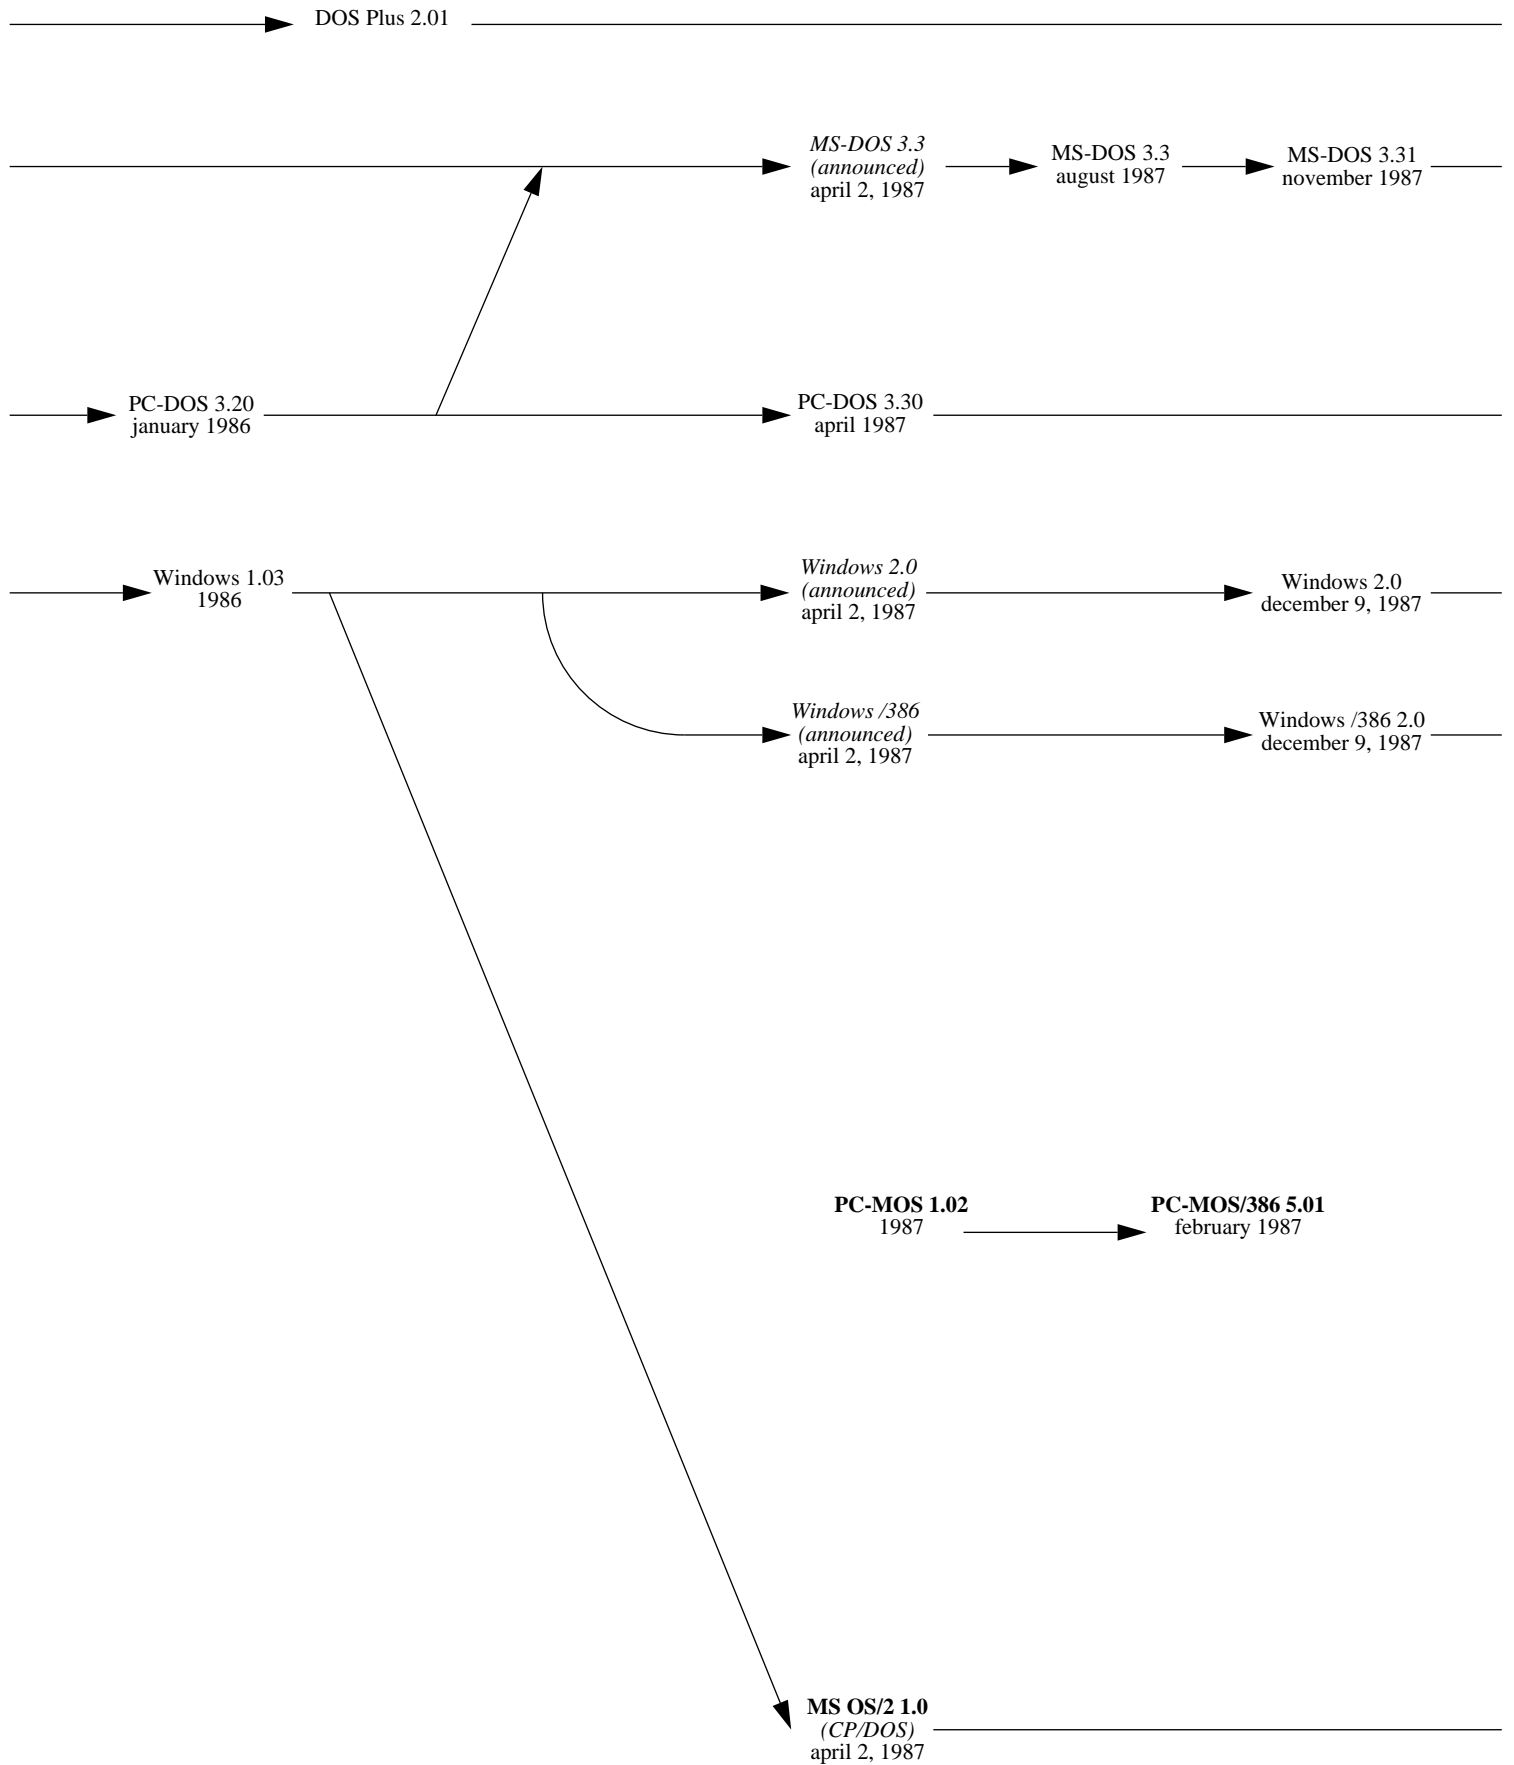 DOS Plus 2.01
MS-DOS 3.3
(announced)
april 2, 1987
MS-DOS 3.3
august 1987
MS-DOS 3.31
november 1987
PC-DOS 3.20
january 1986
PC-DOS 3.30
april 1987
Windows 1.03
1986
Windows 2.0
(announced)
april 2, 1987
Windows 2.0
december 9, 1987
Windows /386
(announced)
april 2, 1987
Windows /386 2.0
december 9, 1987
PC-MOS 1.02
1987
PC-MOS/386 5.01
february 1987
MS OS/2 1.0
(CP/DOS)
april 2, 1987